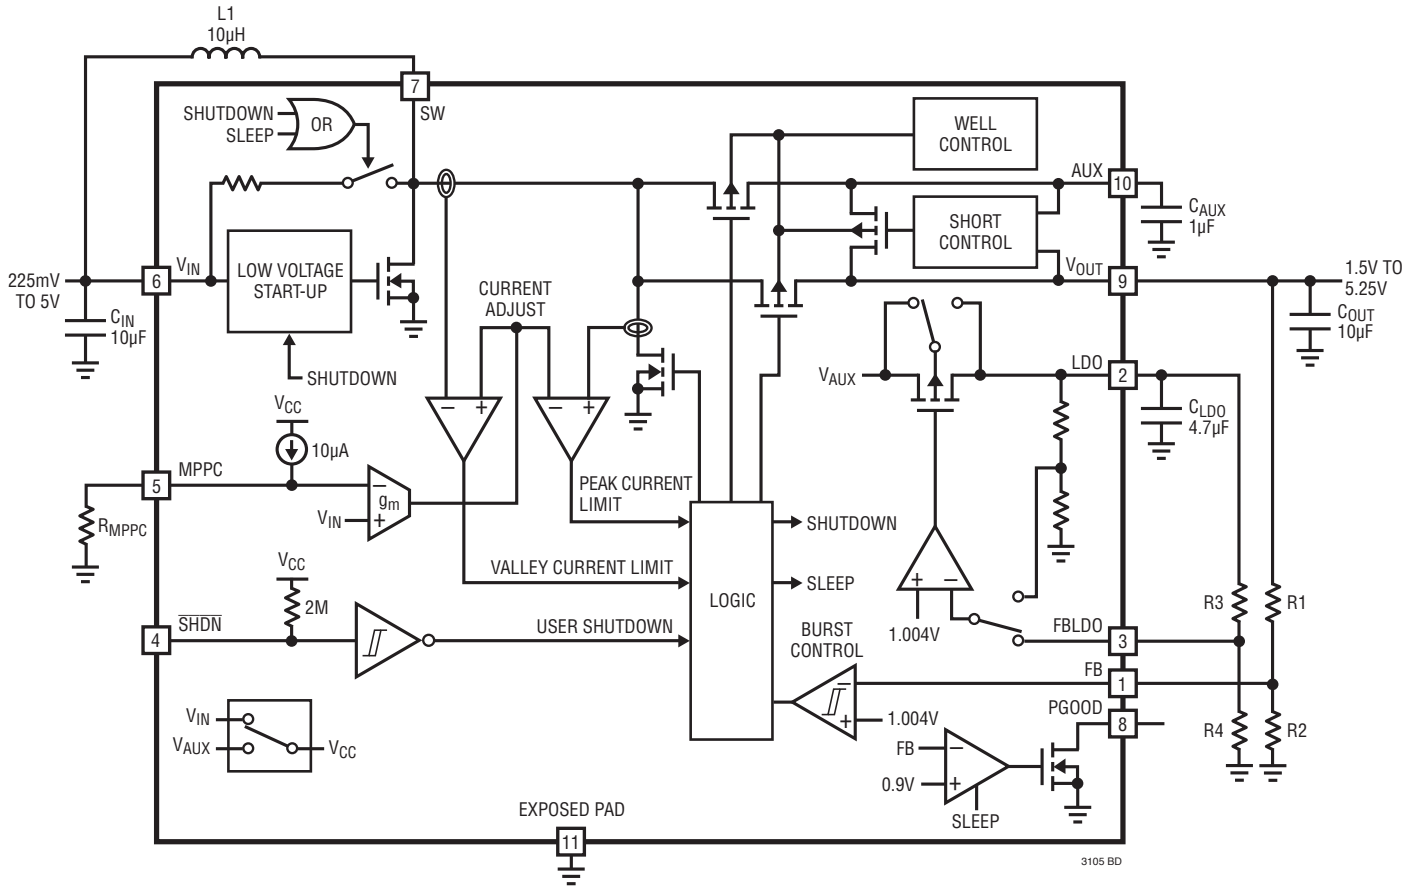 L1
10µH
7
SW
SHUTDOWN
SLEEP
OR
WELL
CONTROL
AUX
10
C_AUX
1µF
SHORT
CONTROL
225mV
TO 5V
6
V_IN
LOW VOLTAGE
START-UP
C_IN
10µF
SHUTDOWN
CURRENT
ADJUST
V_OUT
9
1.5V TO
5.25V
C_OUT
10µF
V_AUX
LDO
2
C_LDO
4.7µF
V_CC
10µA
MPPC
5
R_MPPC
–
+
–
+
–
g_m
V_IN
+
PEAK CURRENT
LIMIT
VALLEY CURRENT LIMIT
USER SHUTDOWN
LOGIC
SHUTDOWN
SLEEP
V_CC
2M
SHDN
4
+
–
1.004V
FBLDO
3
R3
R1
BURST
CONTROL
–
+
1.004V
FB
1
PGOOD
8
R4
R2
FB
–
0.9V
+
SLEEP
V_IN
V_AUX
V_CC
EXPOSED PAD
11
3105 BD